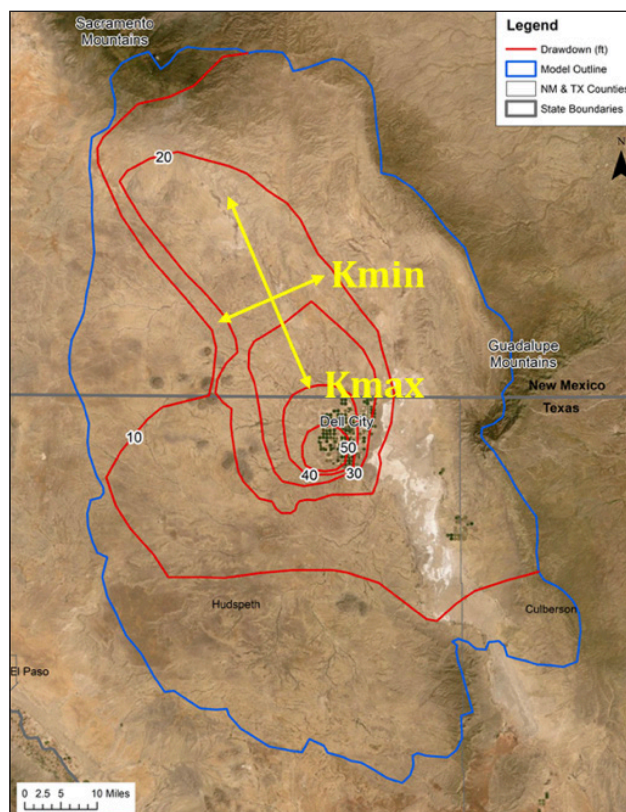 Sacramento
Mountains
Legend
Drawdown (ft)
Model Outline
NM & TX Counties
State Boundaries
N
20
Kmin
Guadalupe
Mountains
Kmax
New Mexico
Texas
Dell City
10
50
40
30
Hudspeth
Culberson
El Paso
0 2.5 5 10 Miles